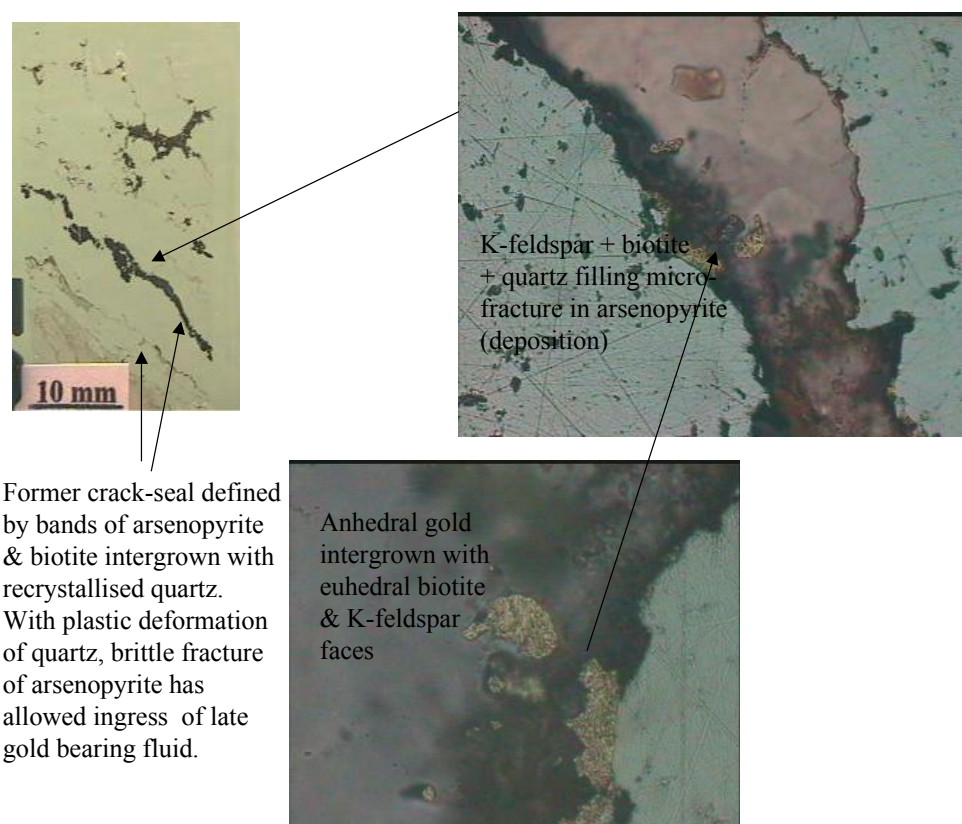 10 mm
K-feldspar + biotite
+ quartz filling micro-
fracture in arsenopyrite
(deposition)
Former crack-seal defined
by bands of arsenopyrite
& biotite intergrown with
recrystallised quartz.
With plastic deformation
of quartz, brittle fracture
of arsenopyrite has
allowed ingress of late
gold bearing fluid.
Anhedral gold
intergrown with
euhedral biotite
& K-feldspar
faces